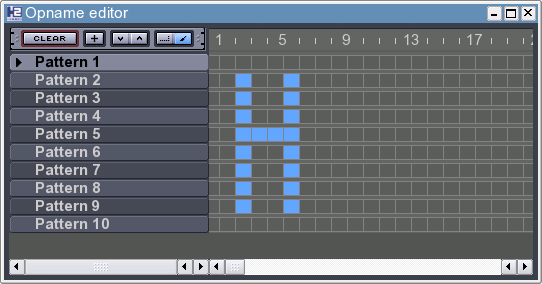 Opname editor
CLEAR 1 5 9 13 17
Pattern 1
Pattern 2
Pattern 3
Pattern 4
Pattern 5
Pattern 6
Pattern 7
Pattern 8
Pattern 9
Pattern 10